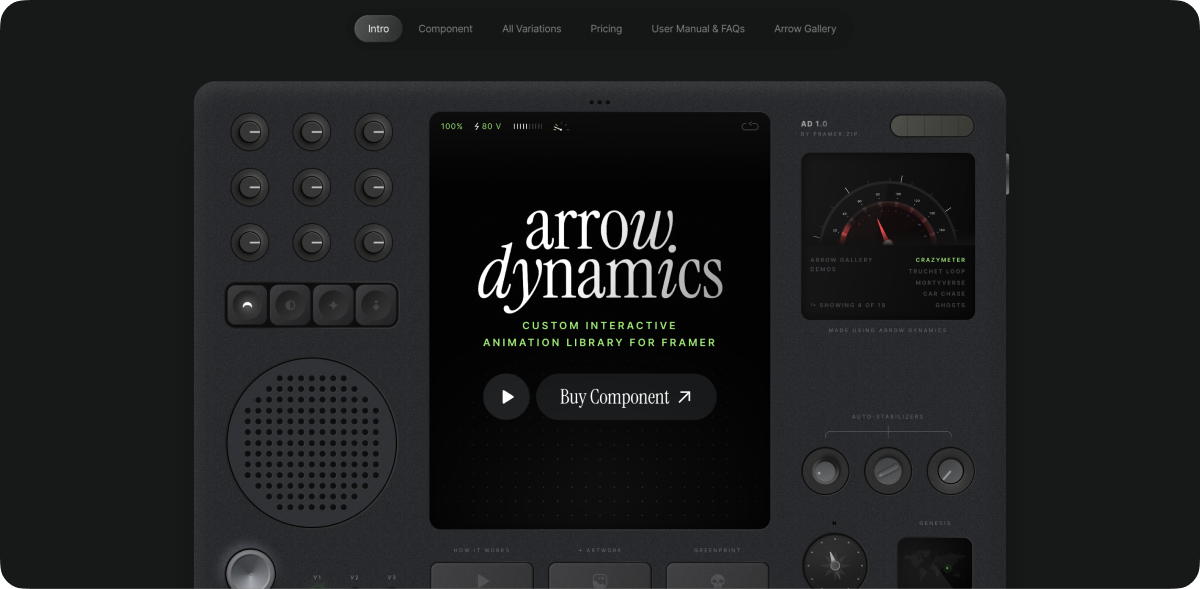 Intro
Component
All Variations
Pricing
User Manual & FAQs
Arrow Gallery
100%
80 V
AD 1.0
BY FRAMER.ZIP
arrow
dynamics
CUSTOM INTERACTIVE
ANIMATION LIBRARY FOR FRAMER
Buy Component
ARROW GALLERY
DEMOS
SHOWING 4 OF 18
CRAZYMETER
TRUCHET LOOP
MORTYVERSE
CAR CHASE
GHOSTS
MADE USING ARROW DYNAMICS
AUTO-STABILIZERS
N
GENESIS
HOW IT WORKS
+ ARTWORK
GREENPRINT
V1
V2
V3